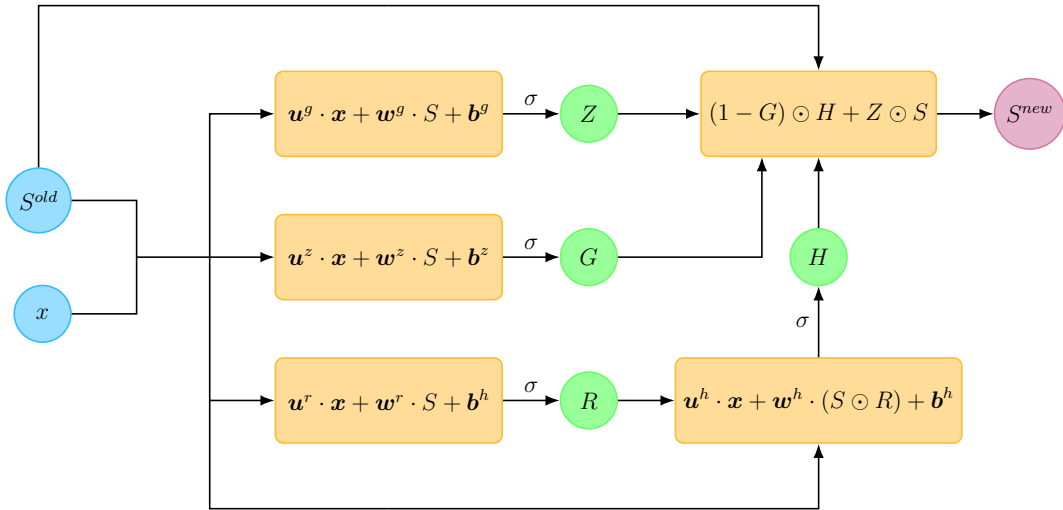 𝒖^g · 𝒙 + 𝒘^g · S + 𝒃^g
σ
Z
(1 − G) ⊙ H + Z ⊙ S
S^{new}
S^{old}
𝒖^z · 𝒙 + 𝒘^z · S + 𝒃^z
σ
G
H
x
σ
𝒖^r · 𝒙 + 𝒘^r · S + 𝒃^h
σ
R
𝒖^h · 𝒙 + 𝒘^h · (S ⊙ R) + 𝒃^h